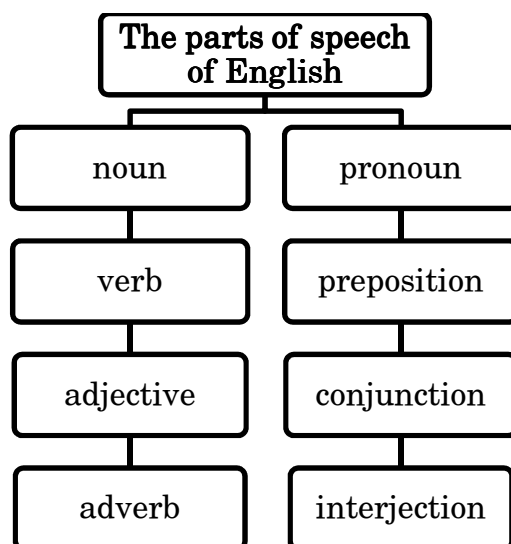 The parts of speech
of English
noun
pronoun
verb
preposition
adjective
conjunction
adverb
interjection